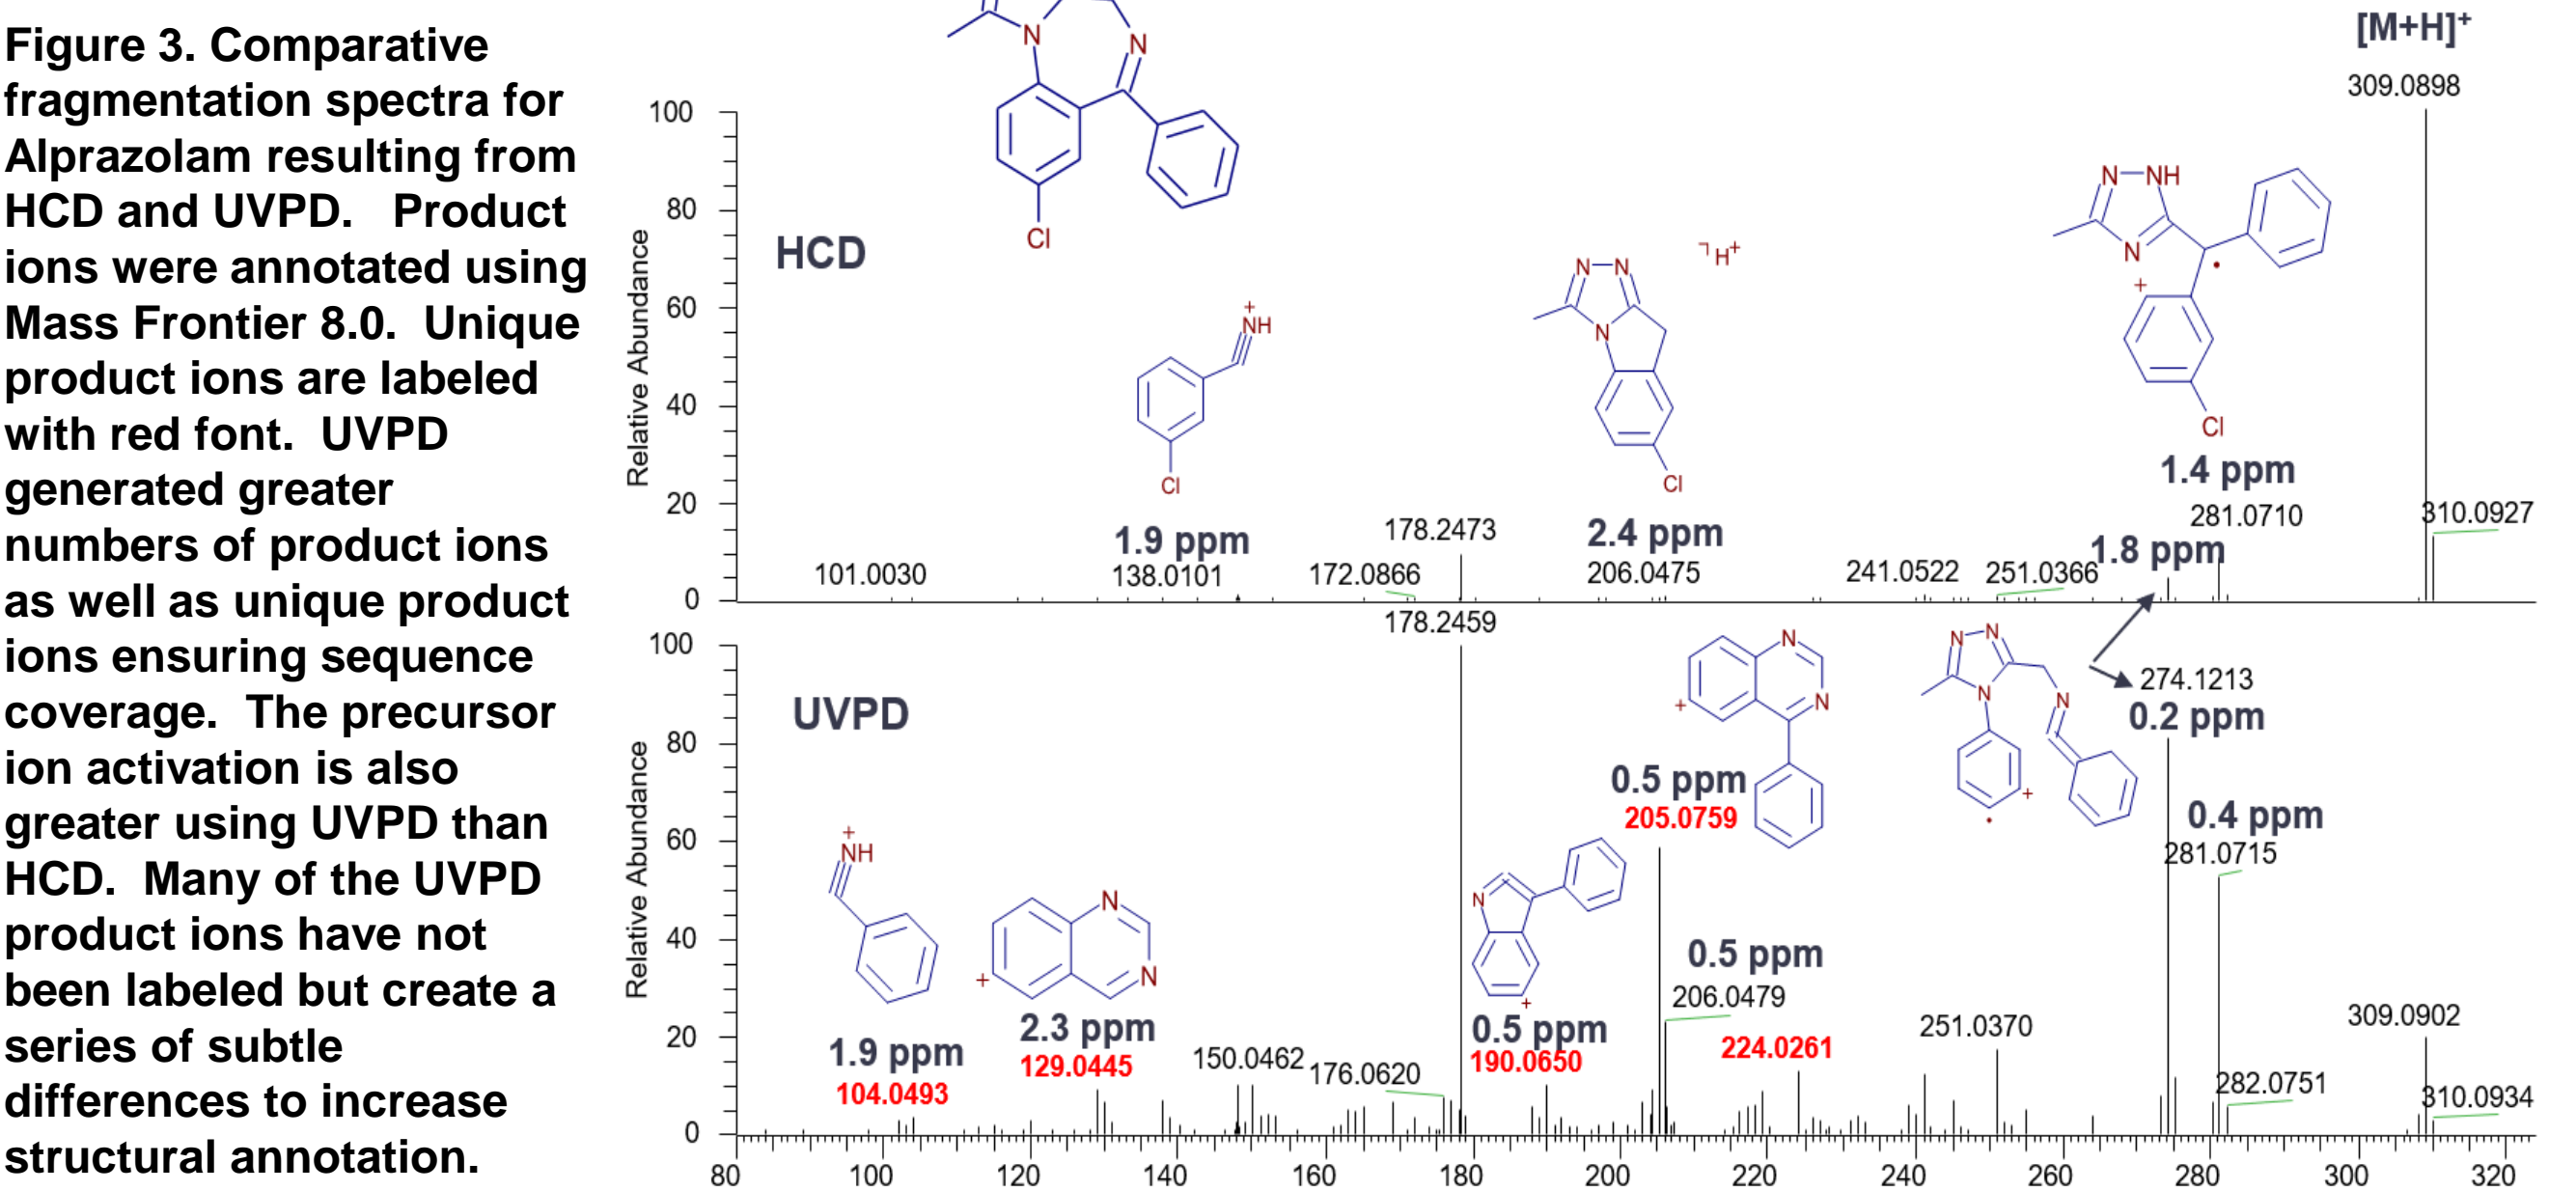 Figure 3. Comparative
fragmentation spectra for
Alprazolam resulting from
HCD and UVPD.   Product
ions were annotated using
Mass Frontier 8.0.  Unique
product ions are labeled
with red font.  UVPD
generated greater
numbers of product ions
as well as unique product
ions ensuring sequence
coverage.  The precursor
ion activation is also
greater using UVPD than
HCD.  Many of the UVPD
product ions have not
been labeled but create a
series of subtle
differences to increase
structural annotation.
[M+H]+
309.0898
N
N
Cl
HCD
Relative Abundance
100
80
60
40
20
0
+
NH
Cl
1.9 ppm
138.0101
101.0030
172.0866
178.2473
N N
N
Cl
┐H+
2.4 ppm
206.0475
241.0522
251.0366
1.8 ppm
N NH
N
+
•
Cl
1.4 ppm
281.0710
310.0927
UVPD
Relative Abundance
100
80
60
40
20
0
178.2459
+
NH
1.9 ppm
104.0493
N
N
+
2.3 ppm
129.0445
150.0462
176.0620
N
+
0.5 ppm
190.0650
N
N
+
0.5 ppm
205.0759
0.5 ppm
206.0479
224.0261
251.0370
N N
N
N
+
•
274.1213
0.2 ppm
0.4 ppm
281.0715
282.0751
309.0902
310.0934
80 100 120 140 160 180 200 220 240 260 280 300 320